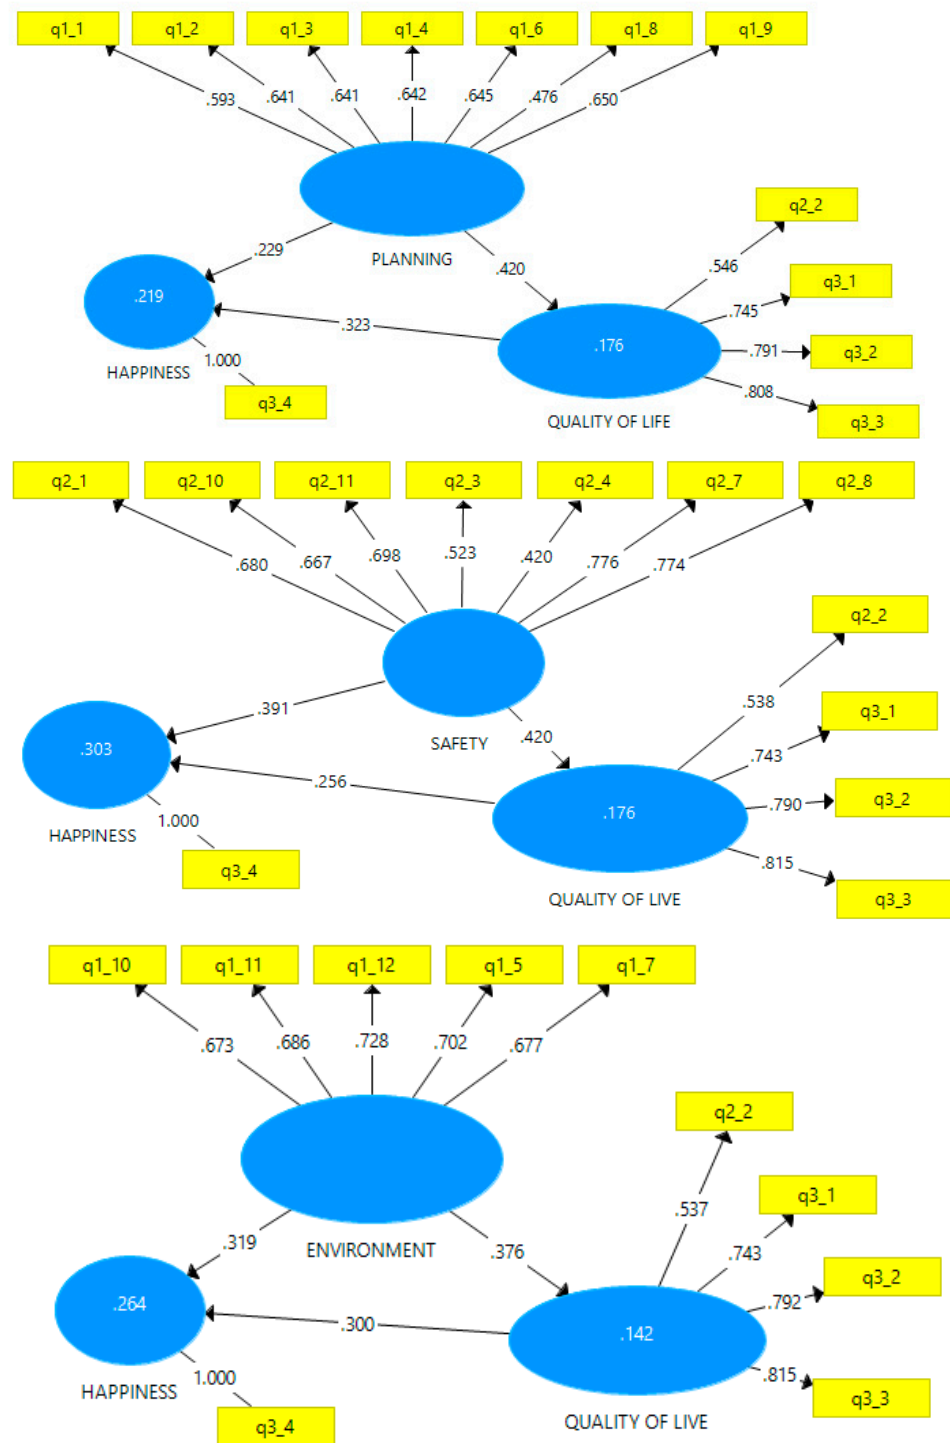 q1_1 q1_2 q1_3 q1_4 q1_6 q1_8 q1_9
.593 .641 .641 .642 .645 .476 .650
PLANNING
q2_2
.229 .420 .546
q3_1
.219 .323 .745
.176 .791 q3_2
HAPPINESS 1.000
q3_4 .808
QUALITY OF LIFE q3_3
q2_1 q2_10 q2_11 q2_3 q2_4 q2_7 q2_8
.680 .667 .698 .523 .420 .776 .774
q2_2
.391 .538
q3_1
.303 SAFETY .420 .743
.256 .790 q3_2
HAPPINESS 1.000 .176
q3_4 .815
QUALITY OF LIVE q3_3
q1_10 q1_11 q1_12 q1_5 q1_7
.673 .686 .728 .702 .677
q2_2
.537 q3_1
.319 ENVIRONMENT .376 .743
q3_2
.264 .300 .792
.142
1.000 .815
HAPPINESS q3_3
q3_4 QUALITY OF LIVE